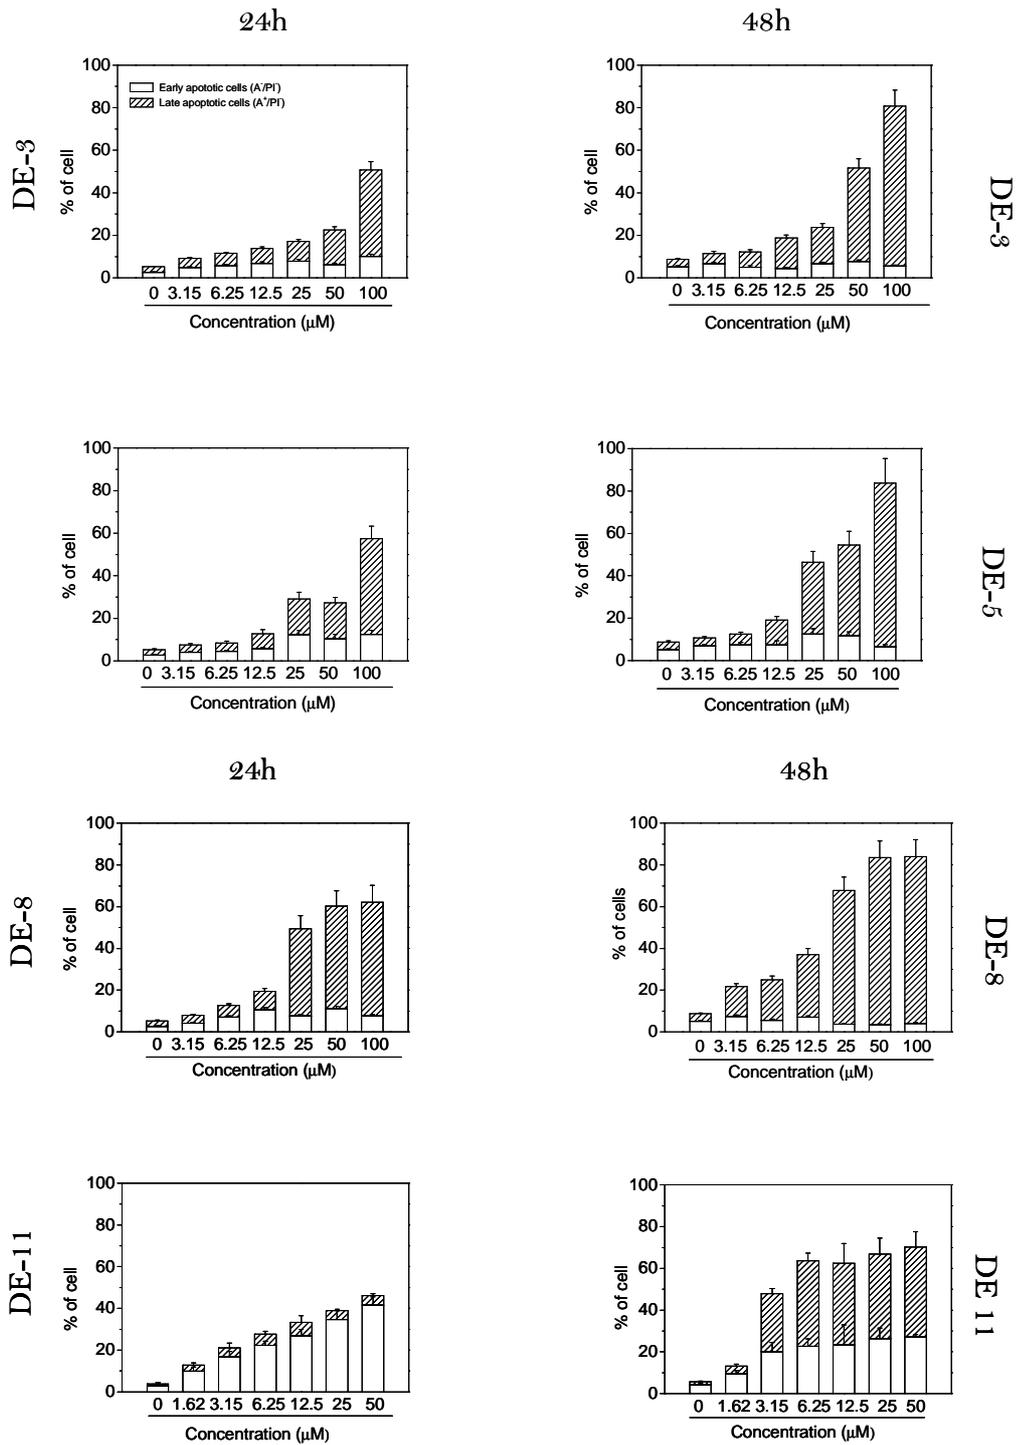 24h
48h
DE-3
% of cell
100
80
60
40
20
0
Early apototic cells (A⁻/PI⁻)
Late apoptotic cells (A⁺/PI⁻)
0 3.15 6.25 12.5 25 50 100
Concentration (μM)
% of cell
100
80
60
40
20
0
0 3.15 6.25 12.5 25 50 100
Concentration (μM)
DE-3
% of cell
100
80
60
40
20
0
0 3.15 6.25 12.5 25 50 100
Concentration (μM)
% of cell
100
80
60
40
20
0
0 3.15 6.25 12.5 25 50 100
Concentration (μM)
DE-5
24h
48h
DE-8
% of cell
100
80
60
40
20
0
0 3.15 6.25 12.5 25 50 100
Concentration (μM)
% of cells
100
80
60
40
20
0
0 3.15 6.25 12.5 25 50 100
Concentration (μM)
DE-8
DE-11
% of cell
100
80
60
40
20
0
0 1.62 3.15 6.25 12.5 25 50
Concentration (μM)
% of cell
100
80
60
40
20
0
0 1.62 3.15 6.25 12.5 25 50
Concentration (μM)
DE 11